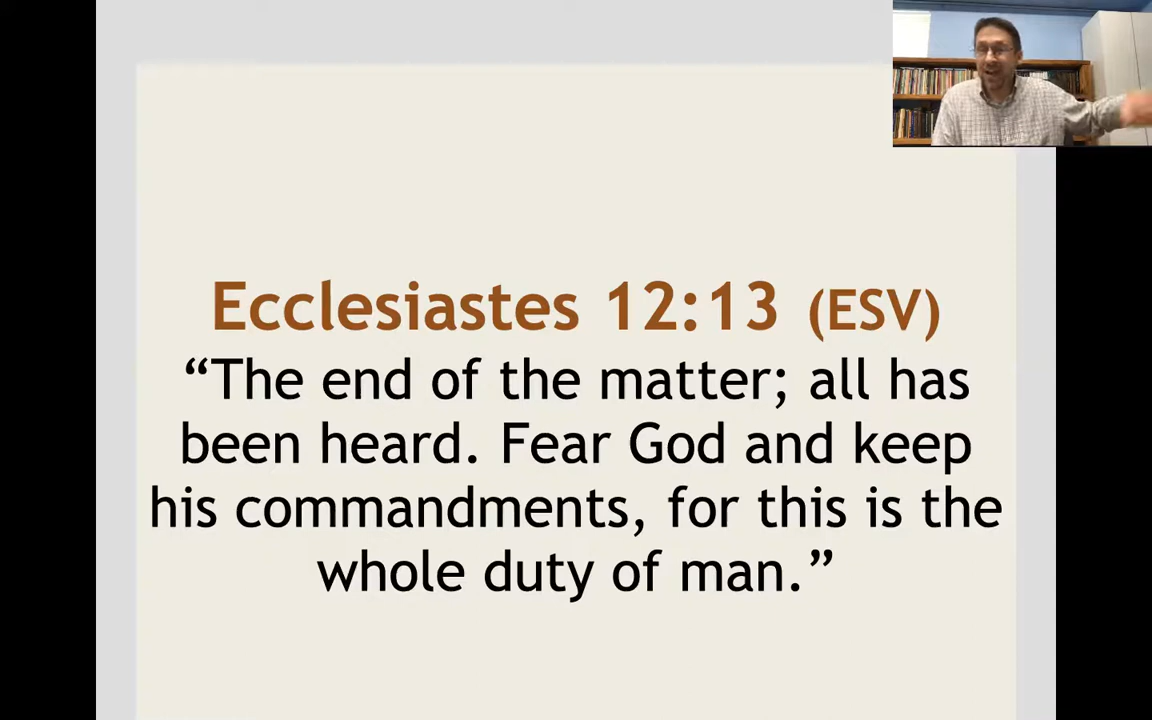 Ecclesiastes 12:13 (ESV)
“The end of the matter; all has
been heard. Fear God and keep
his commandments, for this is the
whole duty of man.”